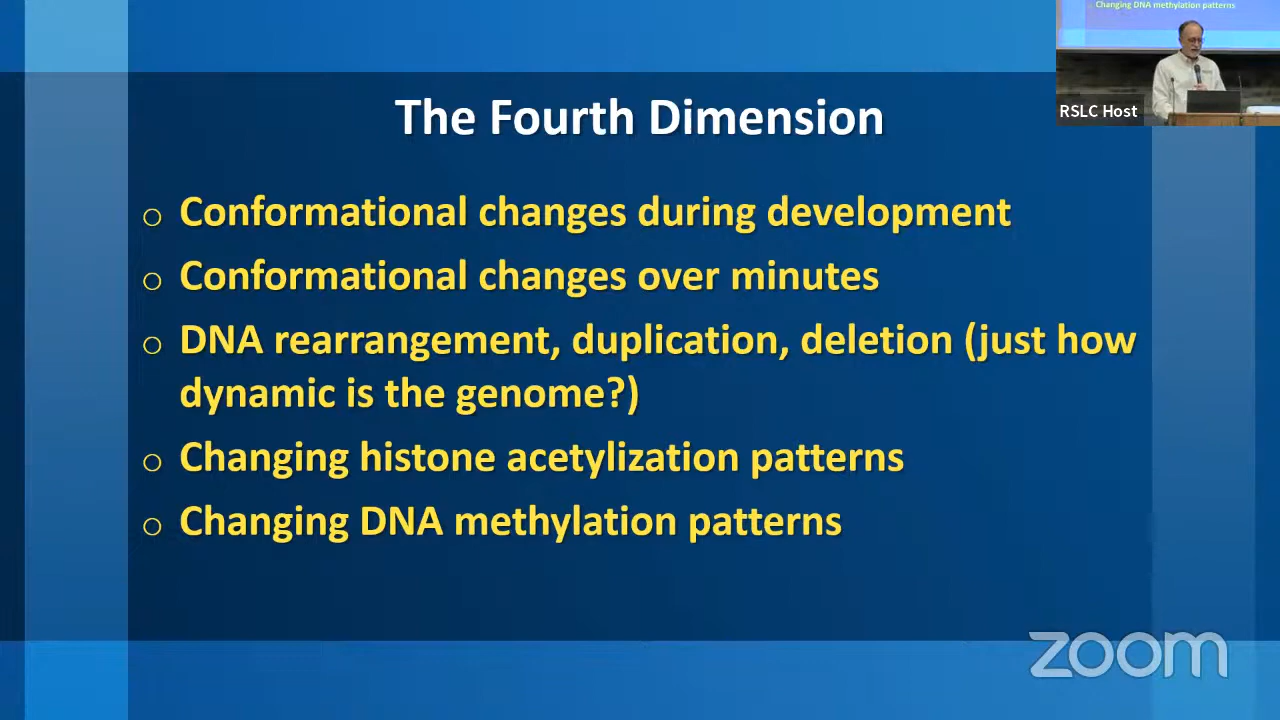 Changing DNA methylation patterns
RSLC Host
The Fourth Dimension
o Conformational changes during development
o Conformational changes over minutes
o DNA rearrangement, duplication, deletion (just how
dynamic is the genome?)
o Changing histone acetylization patterns
o Changing DNA methylation patterns
zoom